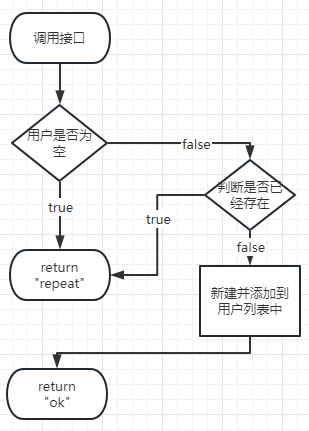 调用接口
用户是否为
空
false
判断是否已
经存在
true
true
false
return
"repeat"
新建并添加到
用户列表中
return
"ok"